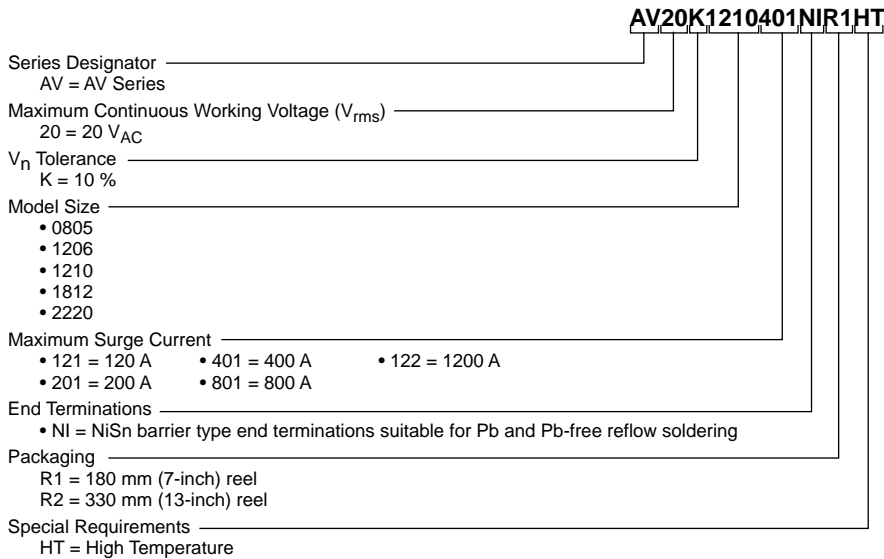 AV20K1210401NIR1HT
Series Designator
AV = AV Series
Maximum Continuous Working Voltage (Vrms)
20 = 20 VAC
Vn Tolerance
K = 10 %
Model Size
• 0805
• 1206
• 1210
• 1812
• 2220
Maximum Surge Current
• 121 = 120 A • 401 = 400 A • 122 = 1200 A
• 201 = 200 A • 801 = 800 A
End Terminations
• NI = NiSn barrier type end terminations suitable for Pb and Pb-free reflow soldering
Packaging
R1 = 180 mm (7-inch) reel
R2 = 330 mm (13-inch) reel
Special Requirements
HT = High Temperature